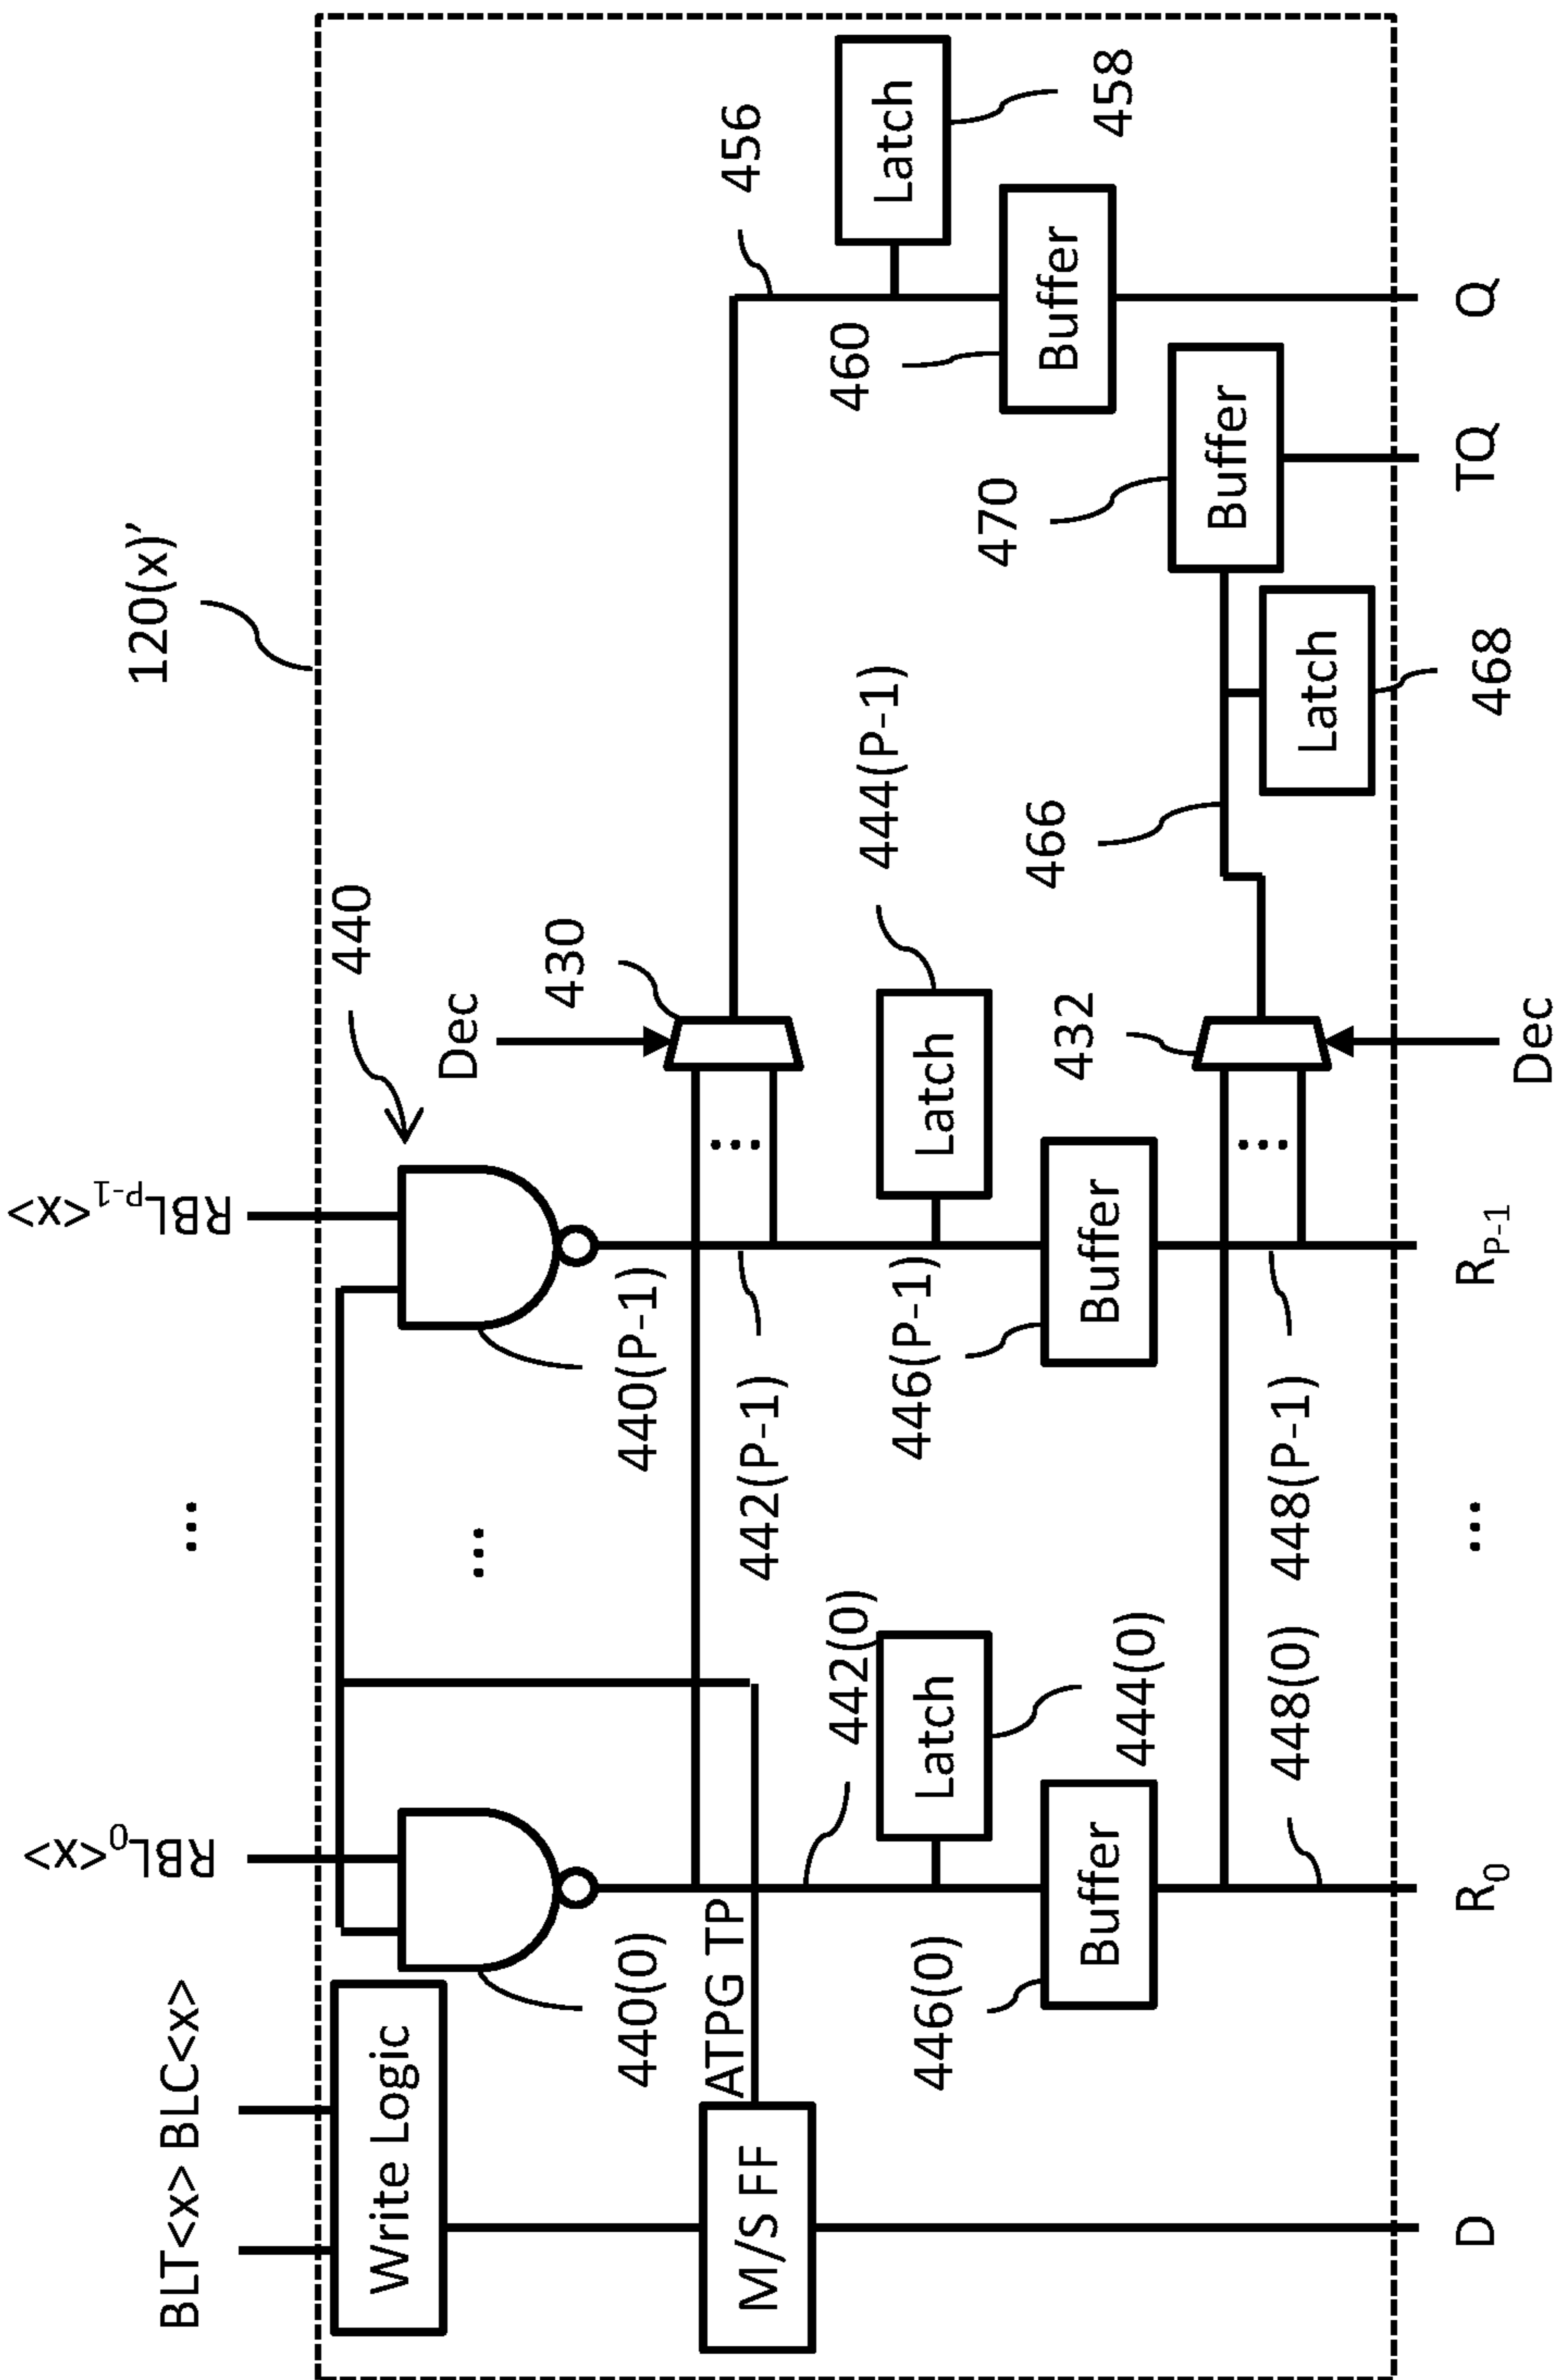 120(x)'
BLT<x> BLC<x>
RBL0<x>
...
RBLP-1<x>
440
Write Logic
Dec
...
440(0)
440(P-1)
430
456
ATPG TP
M/S FF
...
442(0)
442(P-1)
Latch
Latch
444(P-1)
Latch
458
460
446(0)
446(P-1)
Buffer
Buffer
Buffer
444(0)
432
466
470
Buffer
...
Latch
448(0)
448(P-1)
468
D
R0
...
RP-1
Dec
TQ
Q